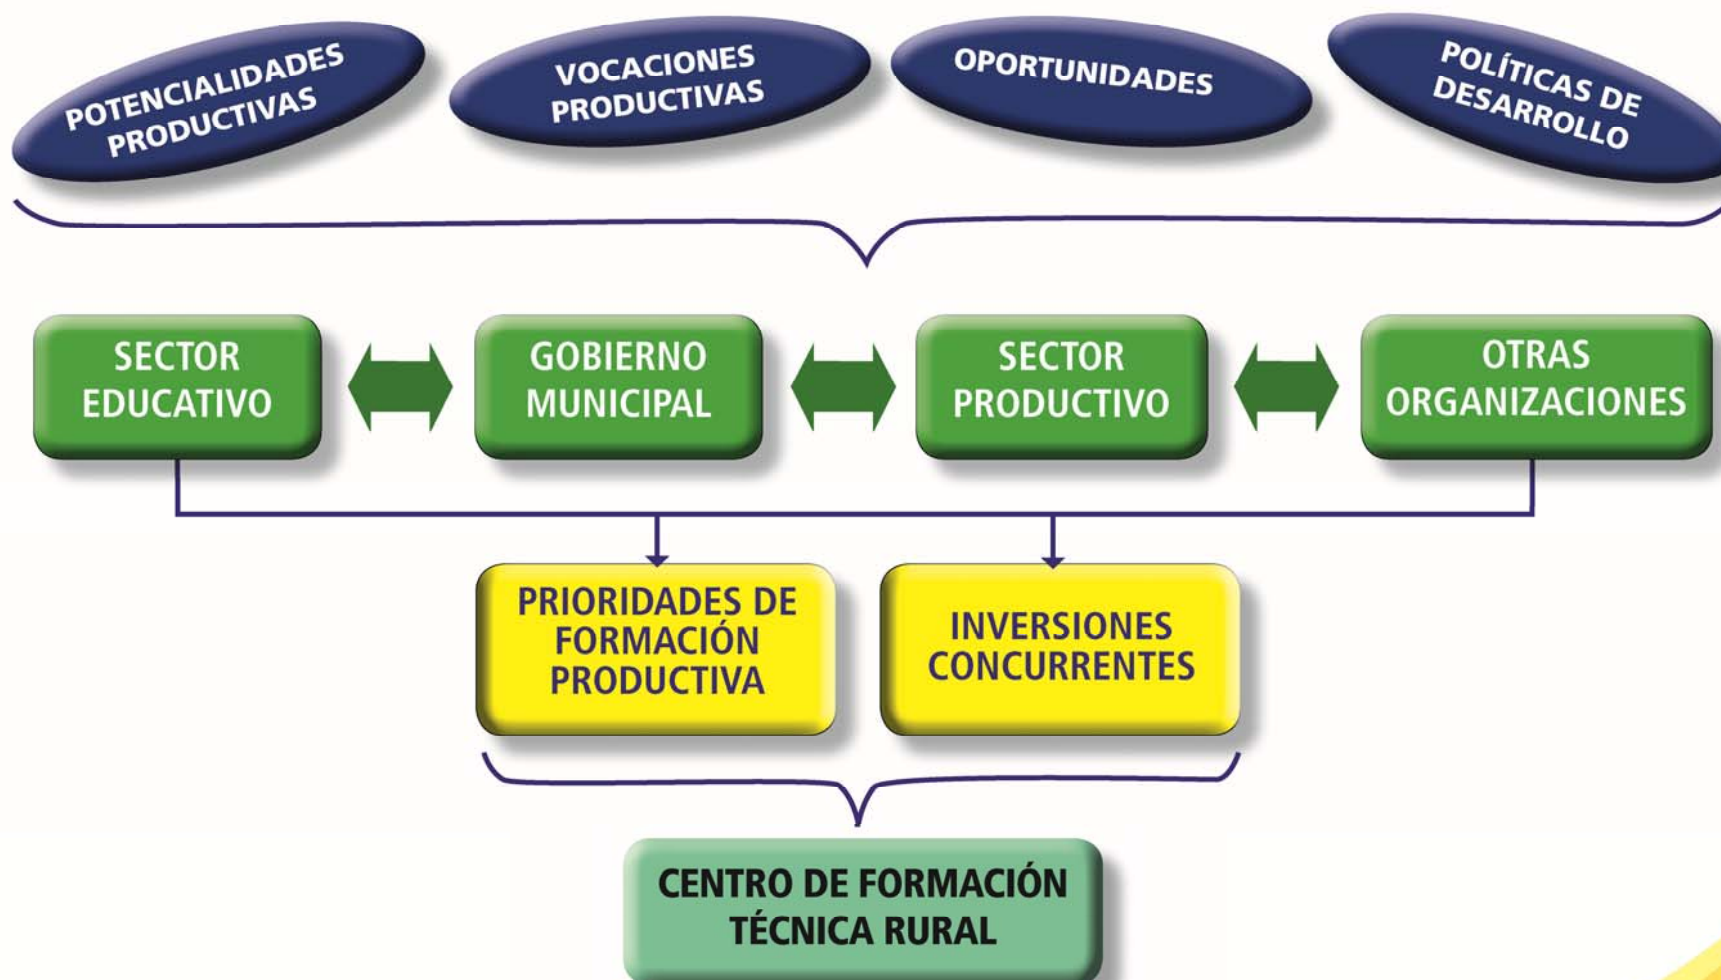 POTENCIALIDADES
PRODUCTIVAS
VOCACIONES
PRODUCTIVAS
OPORTUNIDADES
POLÍTICAS DE
DESARROLLO
SECTOR
EDUCATIVO
GOBIERNO
MUNICIPAL
SECTOR
PRODUCTIVO
OTRAS
ORGANIZACIONES
PRIORIDADES DE
FORMACIÓN
PRODUCTIVA
INVERSIONES
CONCURRENTES
CENTRO DE FORMACIÓN
TÉCNICA RURAL